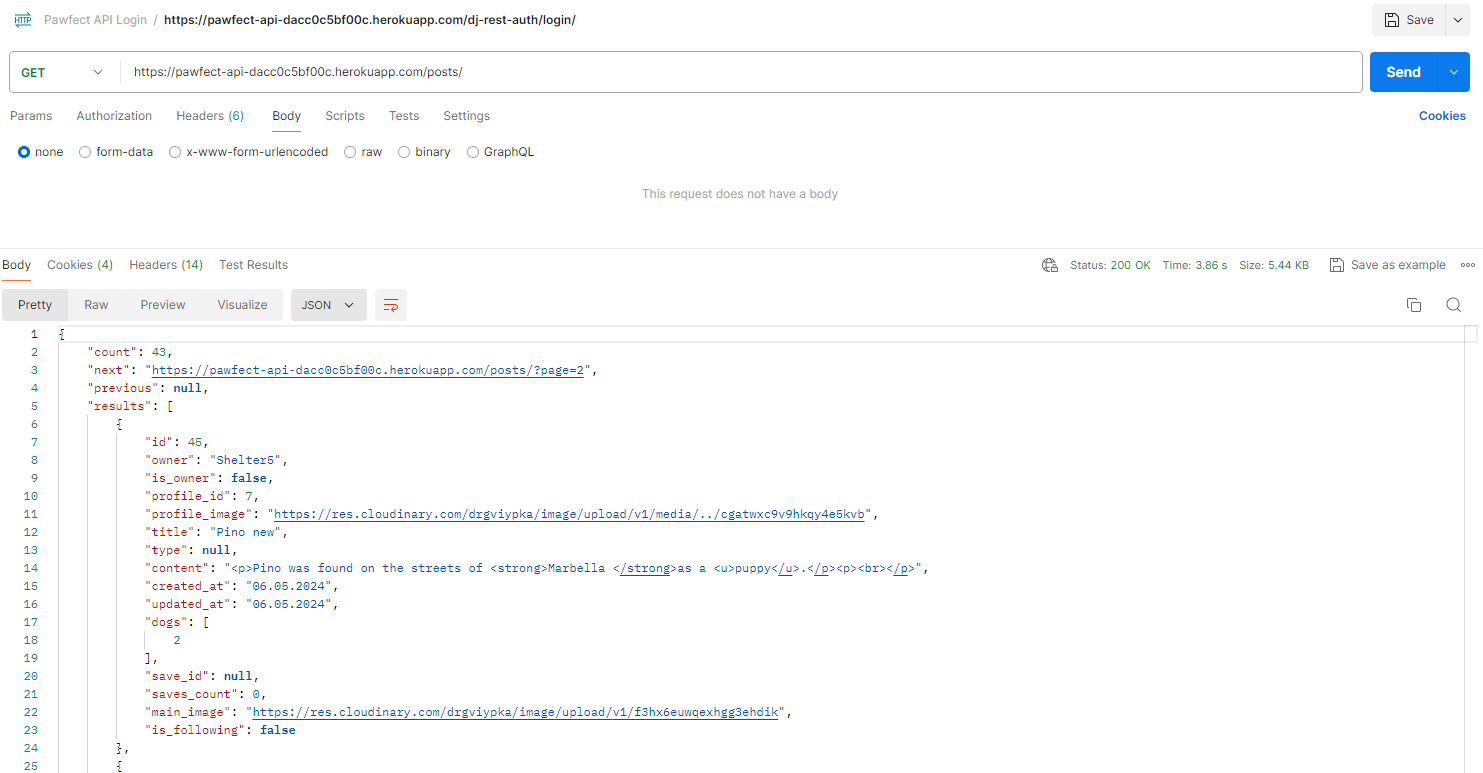 HTTP Pawfect API Login / https://pawfect-api-dacc0c5bf00c.herokuapp.com/dj-rest-auth/login/ Save
GET https://pawfect-api-dacc0c5bf00c.herokuapp.com/posts/ Send
Params Authorization Headers (6) Body Scripts Tests Settings Cookies
none form-data x-www-form-urlencoded raw binary GraphQL
This request does not have a body
Body Cookies (4) Headers (14) Test Results Status: 200 OK Time: 3.86 s Size: 5.44 KB Save as example
Pretty Raw Preview Visualize JSON
1 {
2 "count": 43,
3 "next": "https://pawfect-api-dacc0c5bf00c.herokuapp.com/posts/?page=2",
4 "previous": null,
5 "results": [
6 {
7 "id": 45,
8 "owner": "Shelter5",
9 "is_owner": false,
10 "profile_id": 7,
11 "profile_image": "https://res.cloudinary.com/drgviypka/image/upload/v1/media/../cgatwxc9v9hkqy4e5kvb",
12 "title": "Pino new",
13 "type": null,
14 "content": "<p>Pino was found on the streets of <strong>Marbella </strong>as a <u>puppy</u>.</p><p><br></p>",
15 "created_at": "06.05.2024",
16 "updated_at": "06.05.2024",
17 "dogs": [
18 2
19 ],
20 "save_id": null,
21 "saves_count": 0,
22 "main_image": "https://res.cloudinary.com/drgviypka/image/upload/v1/f3hx6euwqexhgg3ehdik",
23 "is_following": false
24 },
25 {